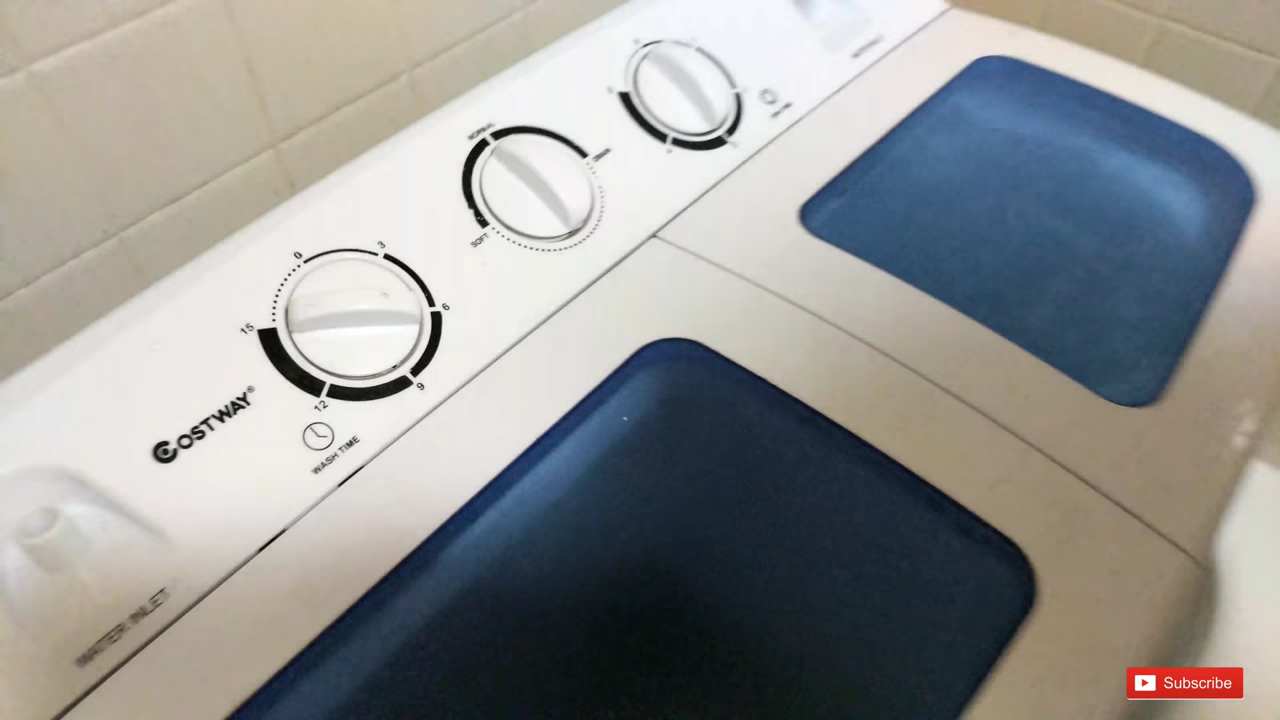 NORMAL
SOFT
0
3
6
9
12
15
COSTWAY®
WASH TIME
WATER INLET
Subscribe